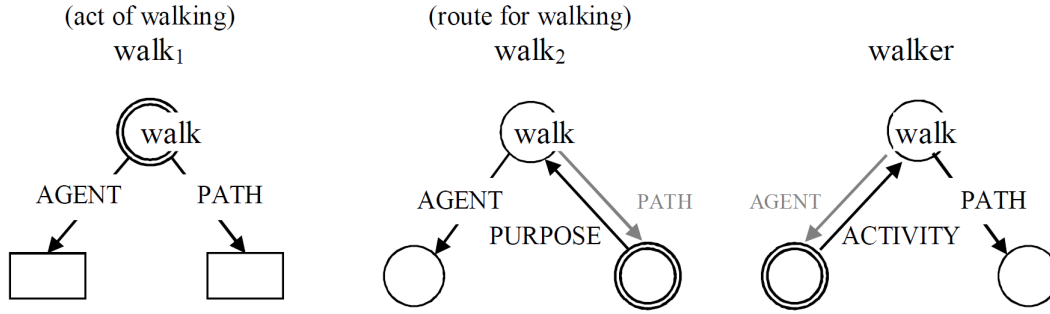 (act of walking) (route for walking)
walk₁ walk₂ walker
walk walk walk
AGENT PATH AGENT PATH AGENT PATH
PURPOSE ACTIVITY